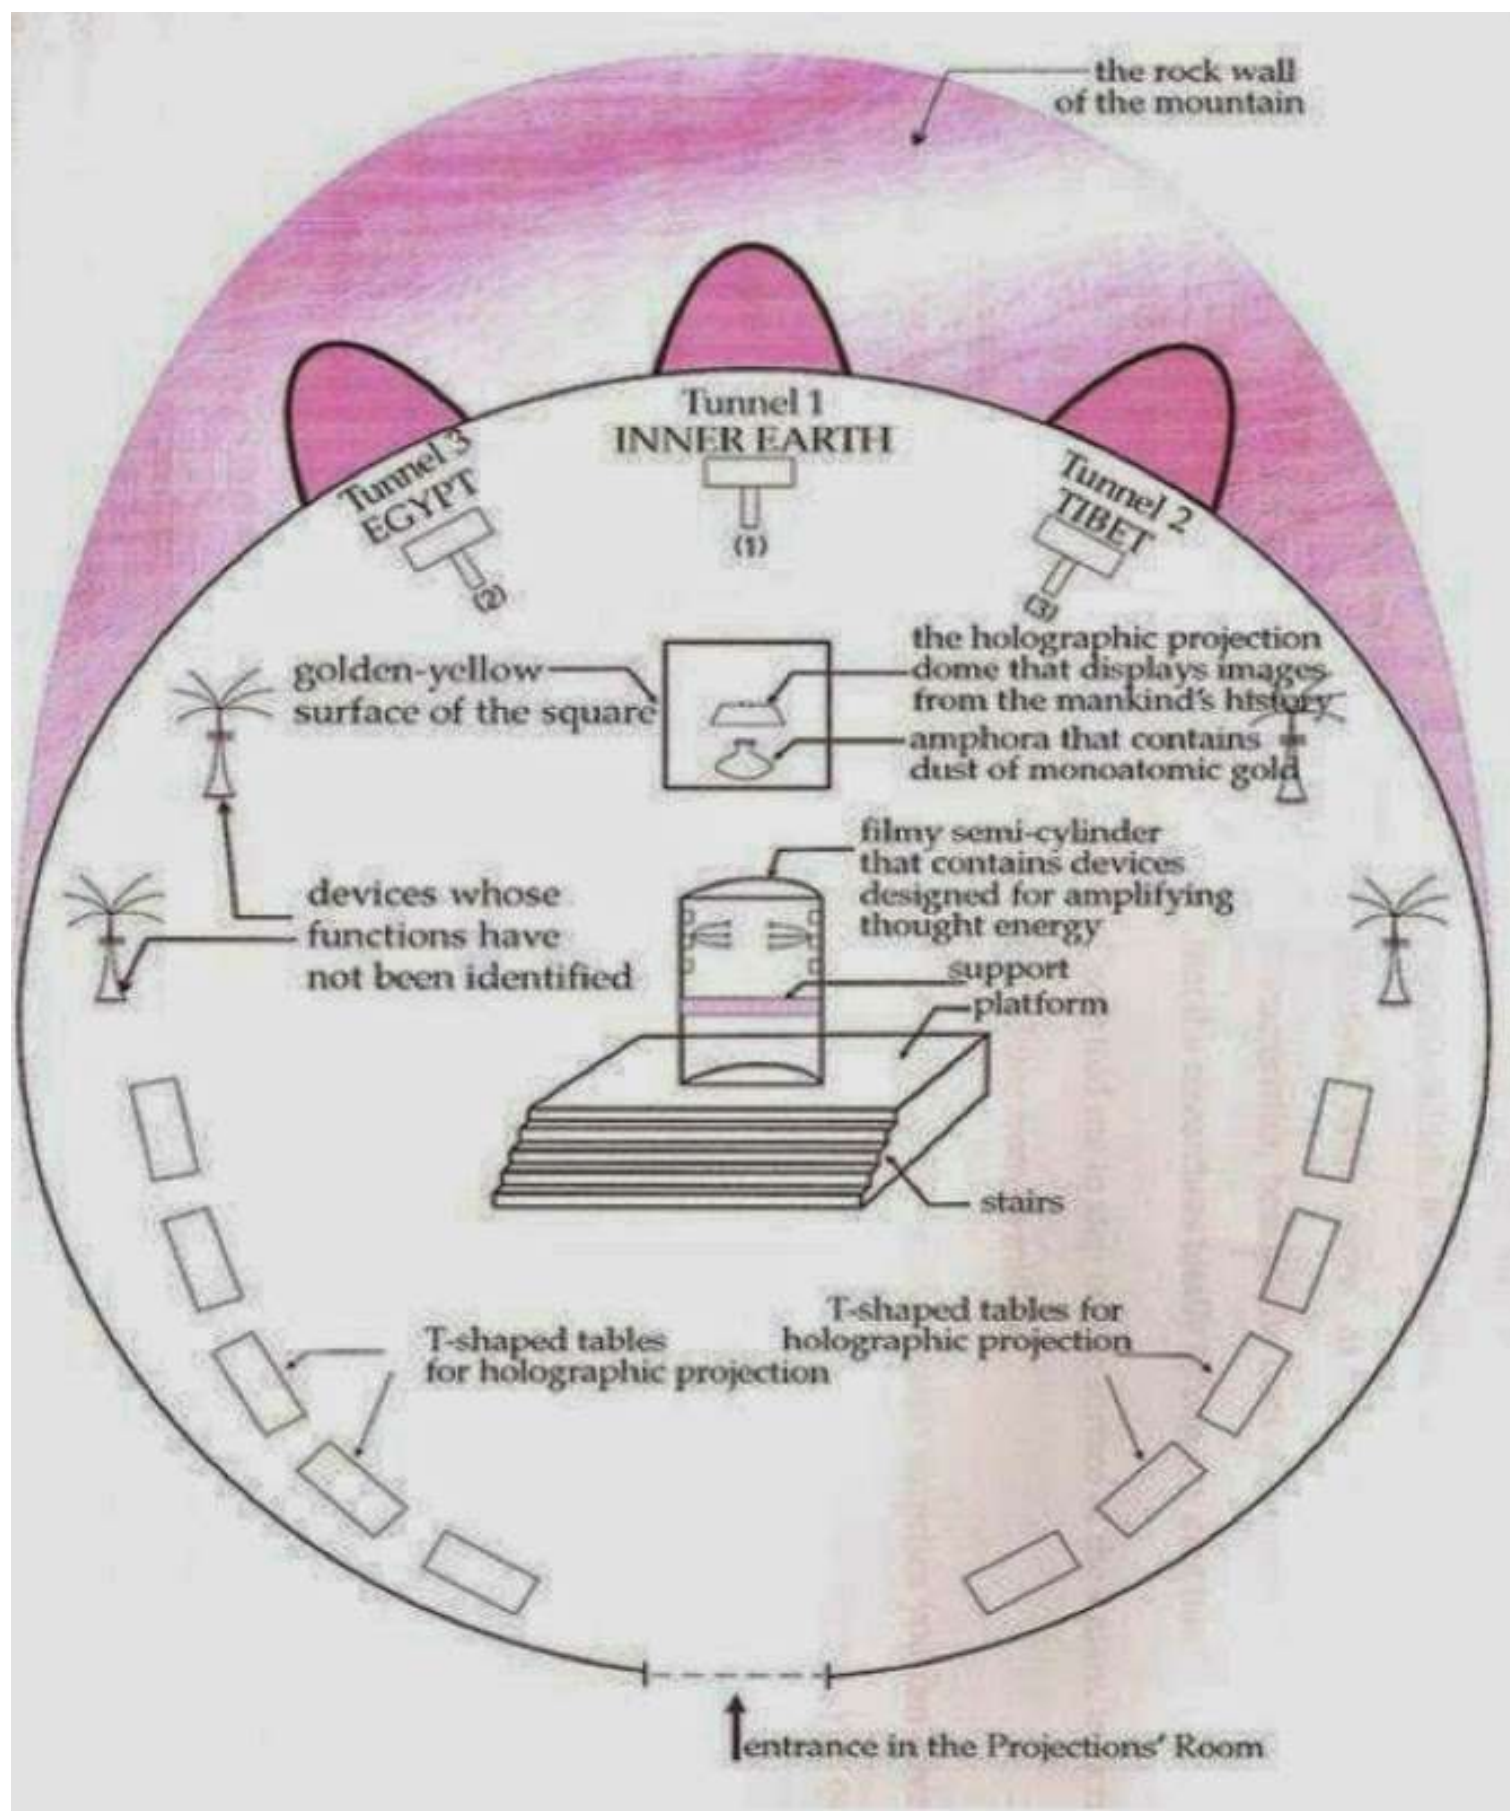 the rock wall
of the mountain
Tunnel 1
INNER EARTH
(1)
Tunnel 3
EGYPT
(2)
Tunnel 2
TIBET
(3)
golden-yellow
surface of the square
the holographic projection
dome that displays images
from the mankind's history
amphora that contains
dust of monoatomic gold
filmy semi-cylinder
that contains devices
designed for amplifying
thought energy
devices whose
functions have
not been identified
support
platform
stairs
T-shaped tables
for holographic projection
T-shaped tables for
holographic projection
entrance in the Projections' Room